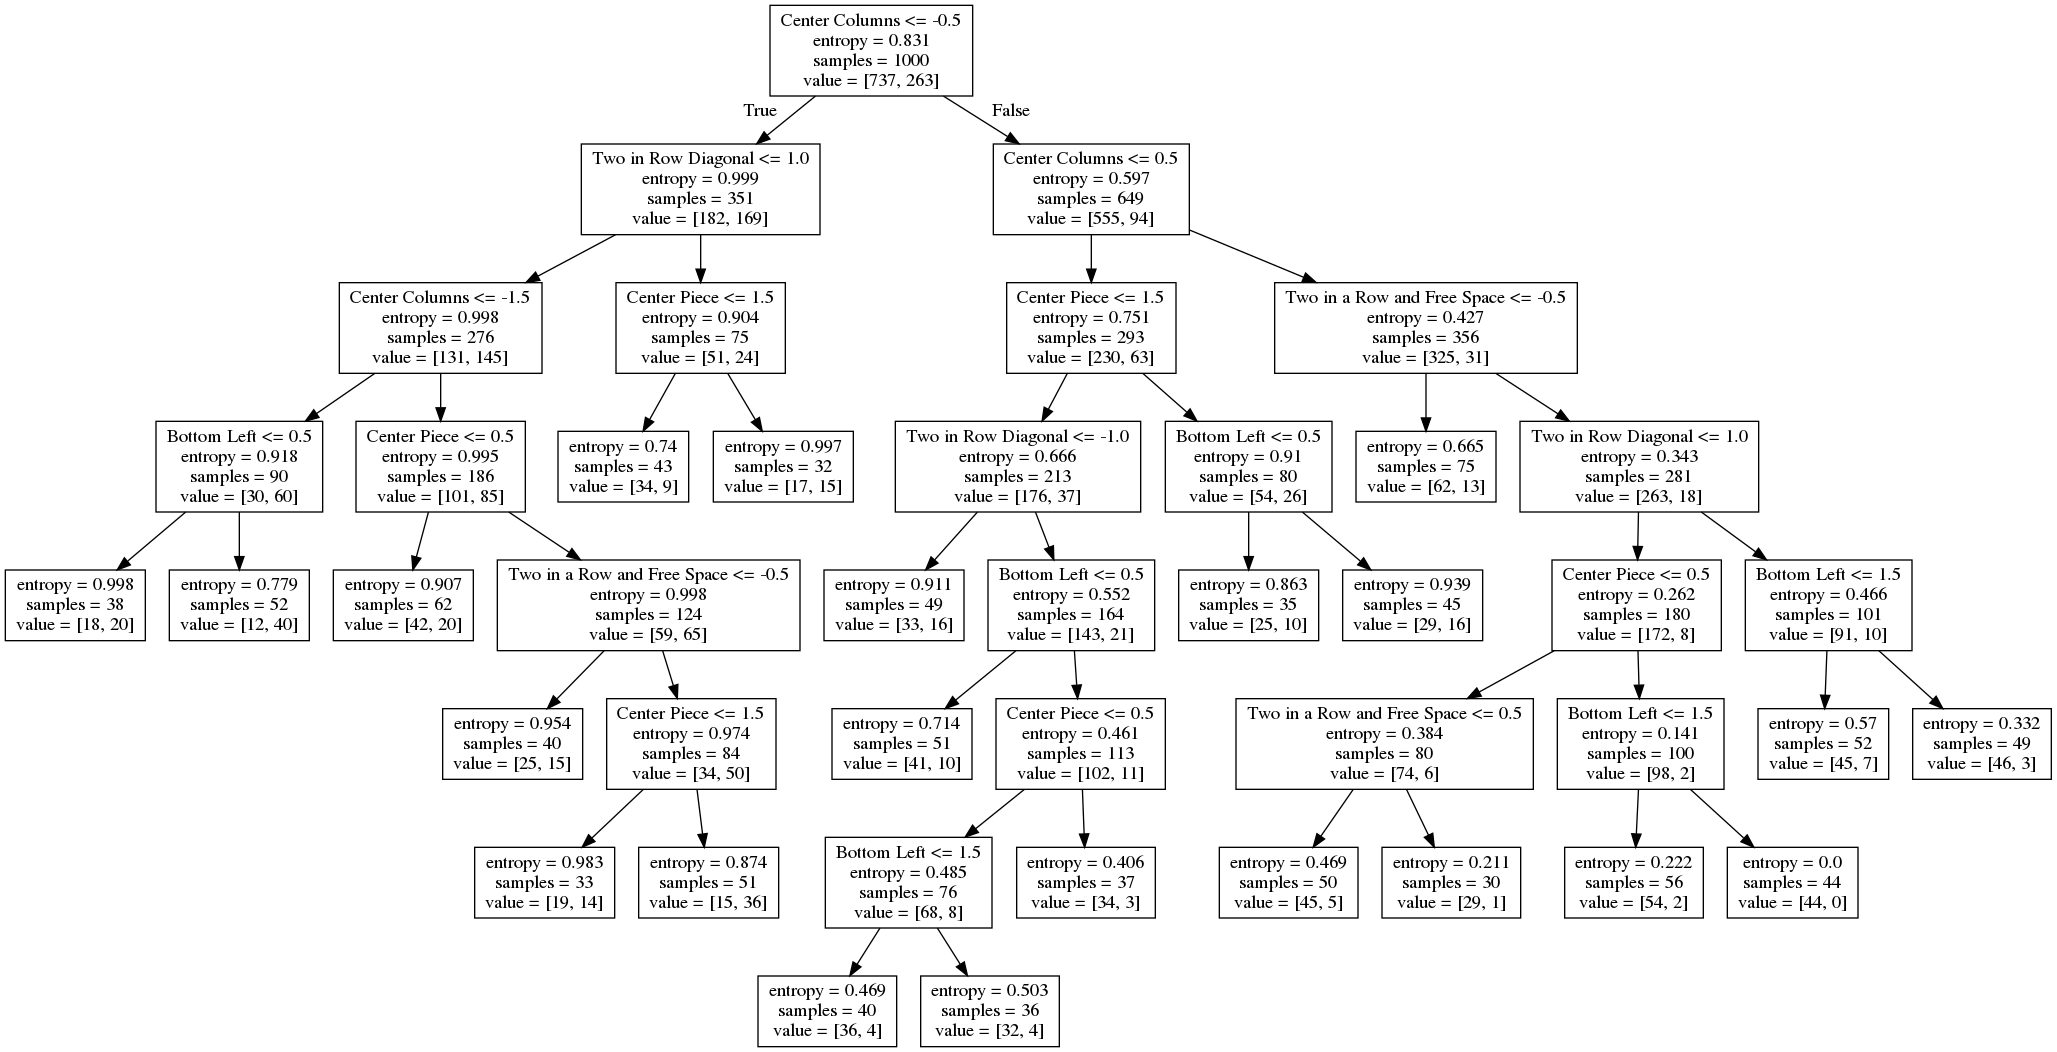 Center Columns <= -0.5
entropy = 0.831
samples = 1000
value = [737, 263]
True
False
Two in Row Diagonal <= 1.0
entropy = 0.999
samples = 351
value = [182, 169]
Center Columns <= 0.5
entropy = 0.597
samples = 649
value = [555, 94]
Center Columns <= -1.5
entropy = 0.998
samples = 276
value = [131, 145]
Center Piece <= 1.5
entropy = 0.904
samples = 75
value = [51, 24]
Center Piece <= 1.5
entropy = 0.751
samples = 293
value = [230, 63]
Two in a Row and Free Space <= -0.5
entropy = 0.427
samples = 356
value = [325, 31]
Bottom Left <= 0.5
entropy = 0.918
samples = 90
value = [30, 60]
Center Piece <= 0.5
entropy = 0.995
samples = 186
value = [101, 85]
entropy = 0.74
samples = 43
value = [34, 9]
entropy = 0.997
samples = 32
value = [17, 15]
Two in Row Diagonal <= -1.0
entropy = 0.666
samples = 213
value = [176, 37]
Bottom Left <= 0.5
entropy = 0.91
samples = 80
value = [54, 26]
entropy = 0.665
samples = 75
value = [62, 13]
Two in Row Diagonal <= 1.0
entropy = 0.343
samples = 281
value = [263, 18]
entropy = 0.998
samples = 38
value = [18, 20]
entropy = 0.779
samples = 52
value = [12, 40]
entropy = 0.907
samples = 62
value = [42, 20]
Two in a Row and Free Space <= -0.5
entropy = 0.998
samples = 124
value = [59, 65]
entropy = 0.911
samples = 49
value = [33, 16]
Bottom Left <= 0.5
entropy = 0.552
samples = 164
value = [143, 21]
entropy = 0.863
samples = 35
value = [25, 10]
entropy = 0.939
samples = 45
value = [29, 16]
Center Piece <= 0.5
entropy = 0.262
samples = 180
value = [172, 8]
Bottom Left <= 1.5
entropy = 0.466
samples = 101
value = [91, 10]
entropy = 0.954
samples = 40
value = [25, 15]
Center Piece <= 1.5
entropy = 0.974
samples = 84
value = [34, 50]
entropy = 0.714
samples = 51
value = [41, 10]
Center Piece <= 0.5
entropy = 0.461
samples = 113
value = [102, 11]
Two in a Row and Free Space <= 0.5
entropy = 0.384
samples = 80
value = [74, 6]
Bottom Left <= 1.5
entropy = 0.141
samples = 100
value = [98, 2]
entropy = 0.57
samples = 52
value = [45, 7]
entropy = 0.332
samples = 49
value = [46, 3]
entropy = 0.983
samples = 33
value = [19, 14]
entropy = 0.874
samples = 51
value = [15, 36]
Bottom Left <= 1.5
entropy = 0.485
samples = 76
value = [68, 8]
entropy = 0.406
samples = 37
value = [34, 3]
entropy = 0.469
samples = 50
value = [45, 5]
entropy = 0.211
samples = 30
value = [29, 1]
entropy = 0.222
samples = 56
value = [54, 2]
entropy = 0.0
samples = 44
value = [44, 0]
entropy = 0.469
samples = 40
value = [36, 4]
entropy = 0.503
samples = 36
value = [32, 4]